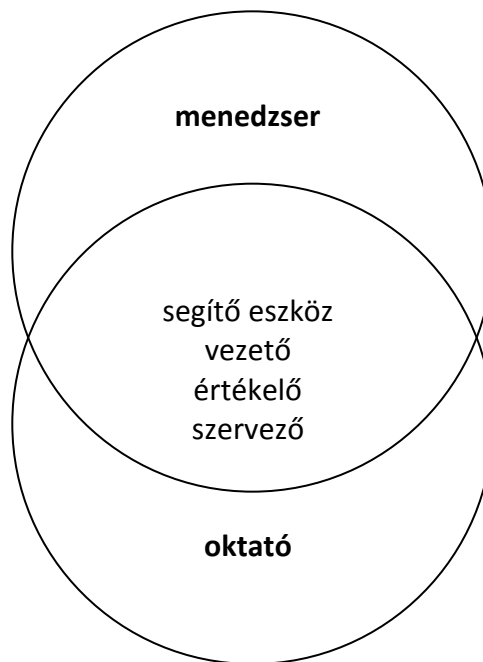 menedzser
segítő eszköz
vezető
értékelő
szervező
oktató